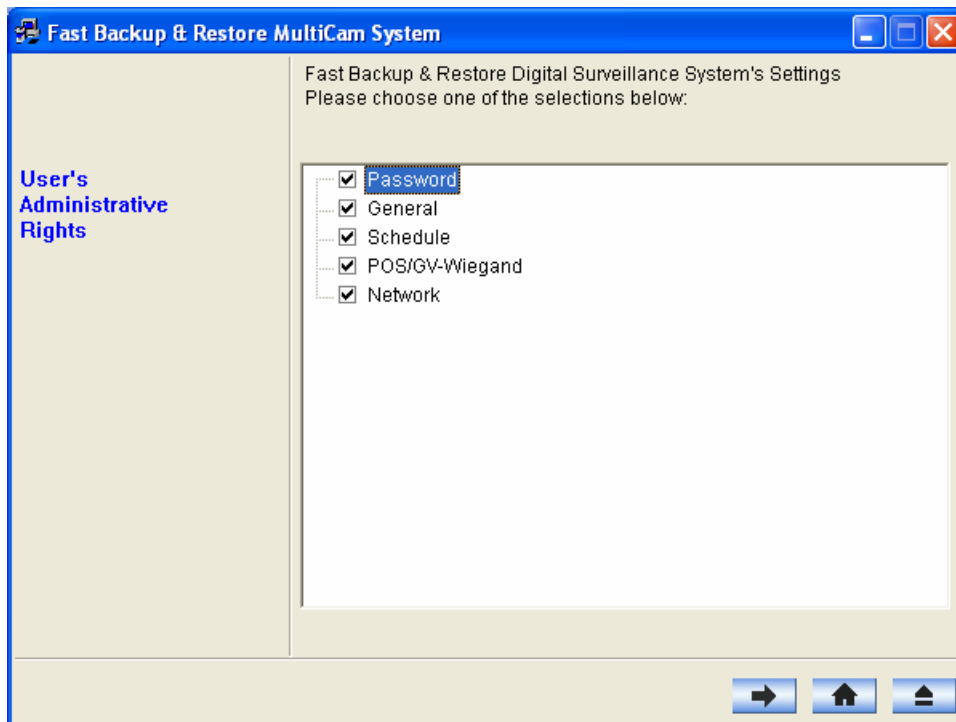 Fast Backup & Restore MultiCam System
Fast Backup & Restore Digital Surveillance System's Settings
Please choose one of the selections below:
User's
Administrative
Rights
Password
General
Schedule
POS/GV-Wiegand
Network